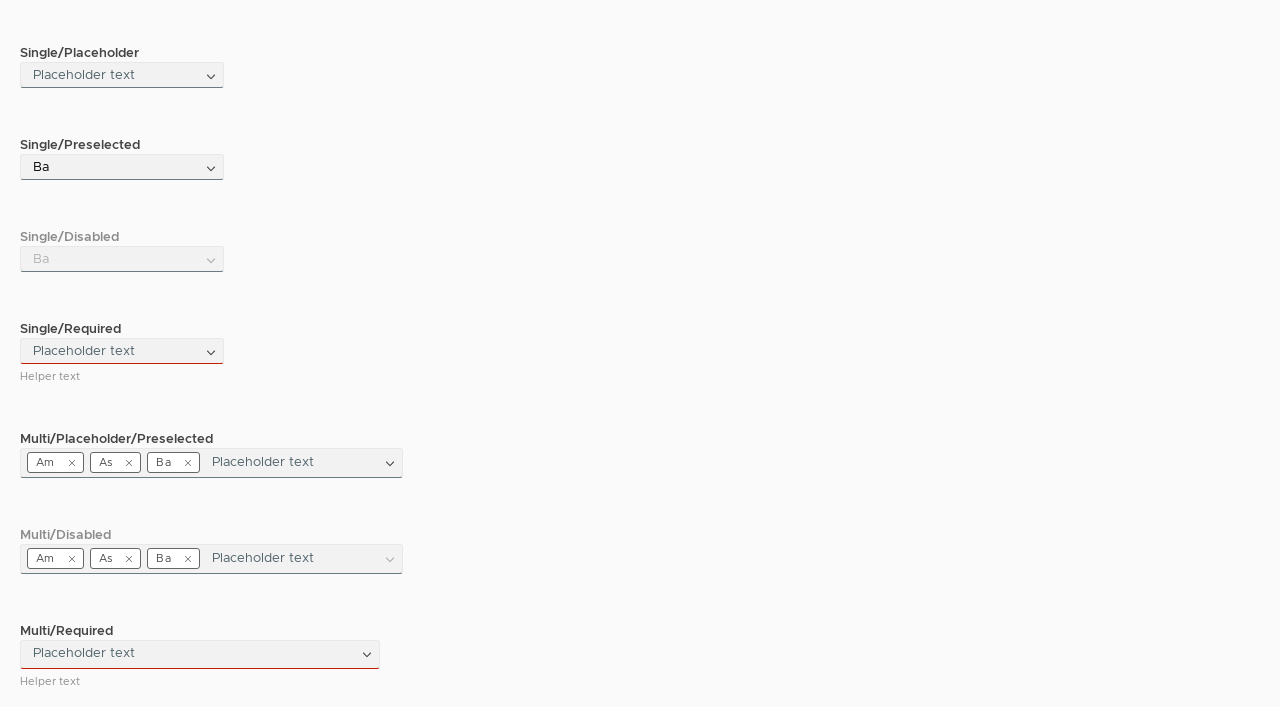 Single/Placeholder
Placeholder text
Single/Preselected
Ba
Single/Disabled
Ba
Single/Required
Placeholder text
Helper text
Multi/Placeholder/Preselected
Am As Ba Placeholder text
Multi/Disabled
Am As Ba Placeholder text
Multi/Required
Placeholder text
Helper text